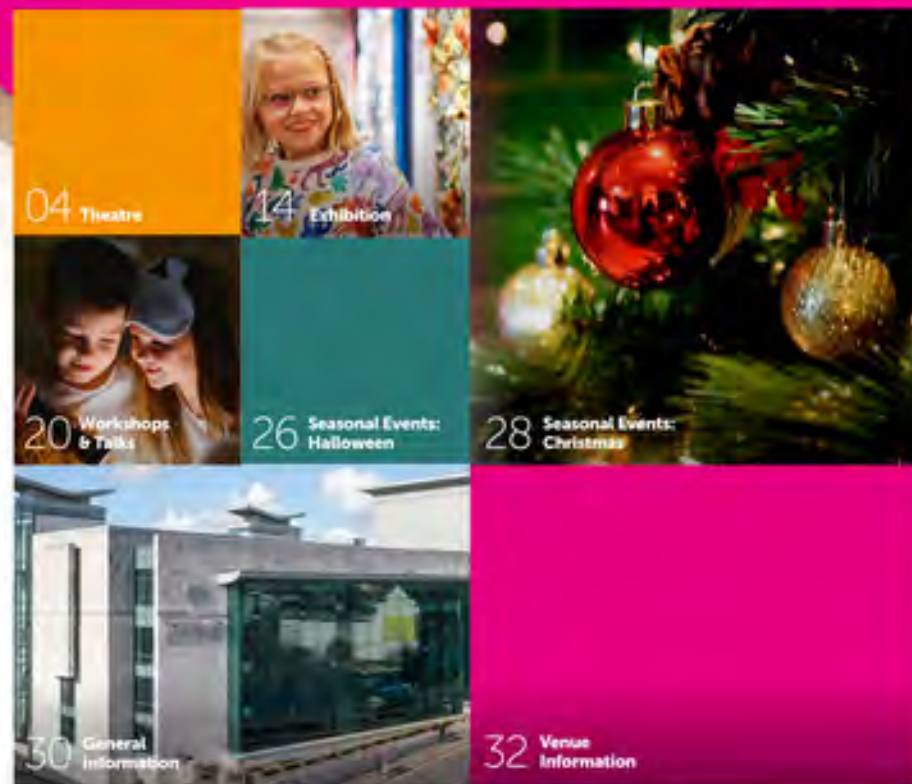 04 Theatre
14 Exhibition
20 Workshops
& Talks
26 Seasonal Events:
Halloween
28 Seasonal Events:
Christmas
30 General
Information
32 Venue
Information